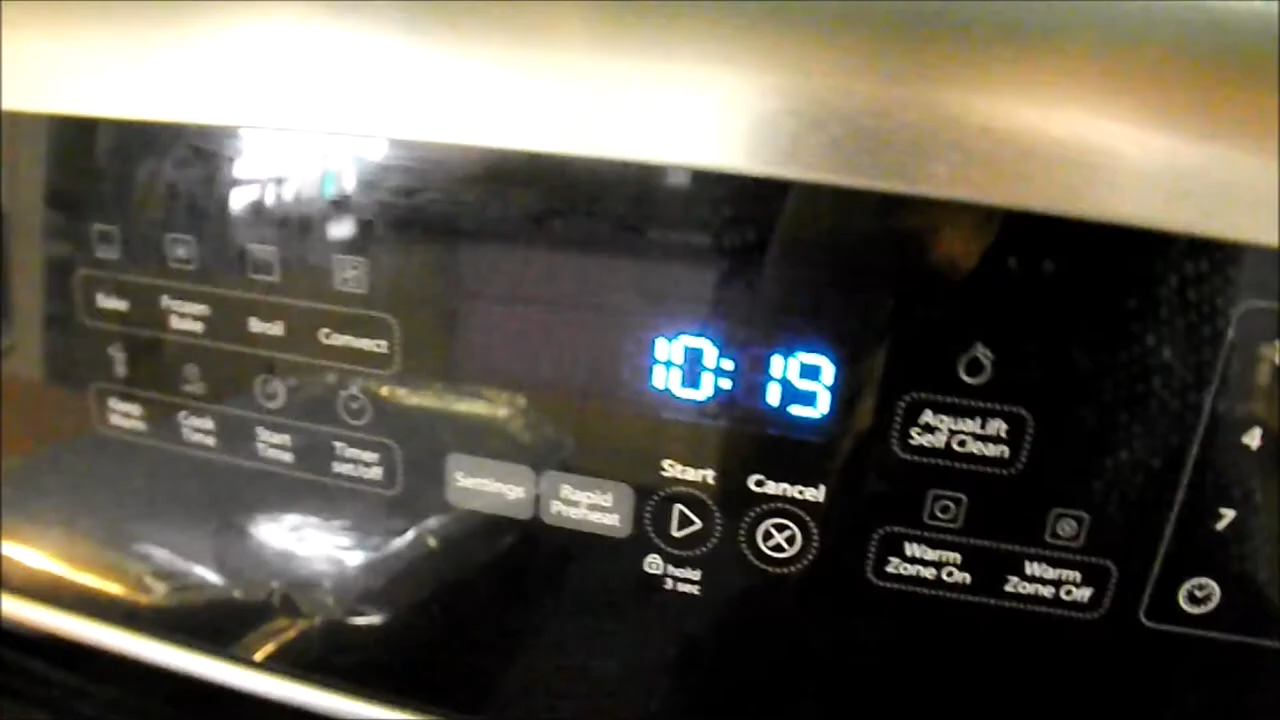 10:19
Bake
Frozen
Bake
Broil
Convect
Keep
Warm
Cook
Time
Start
Time
Timer
set/off
Settings
Rapid
Preheat
Start
Cancel
hold
3 sec
AquaLift
Self Clean
Warm
Zone On
Warm
Zone Off
4
7